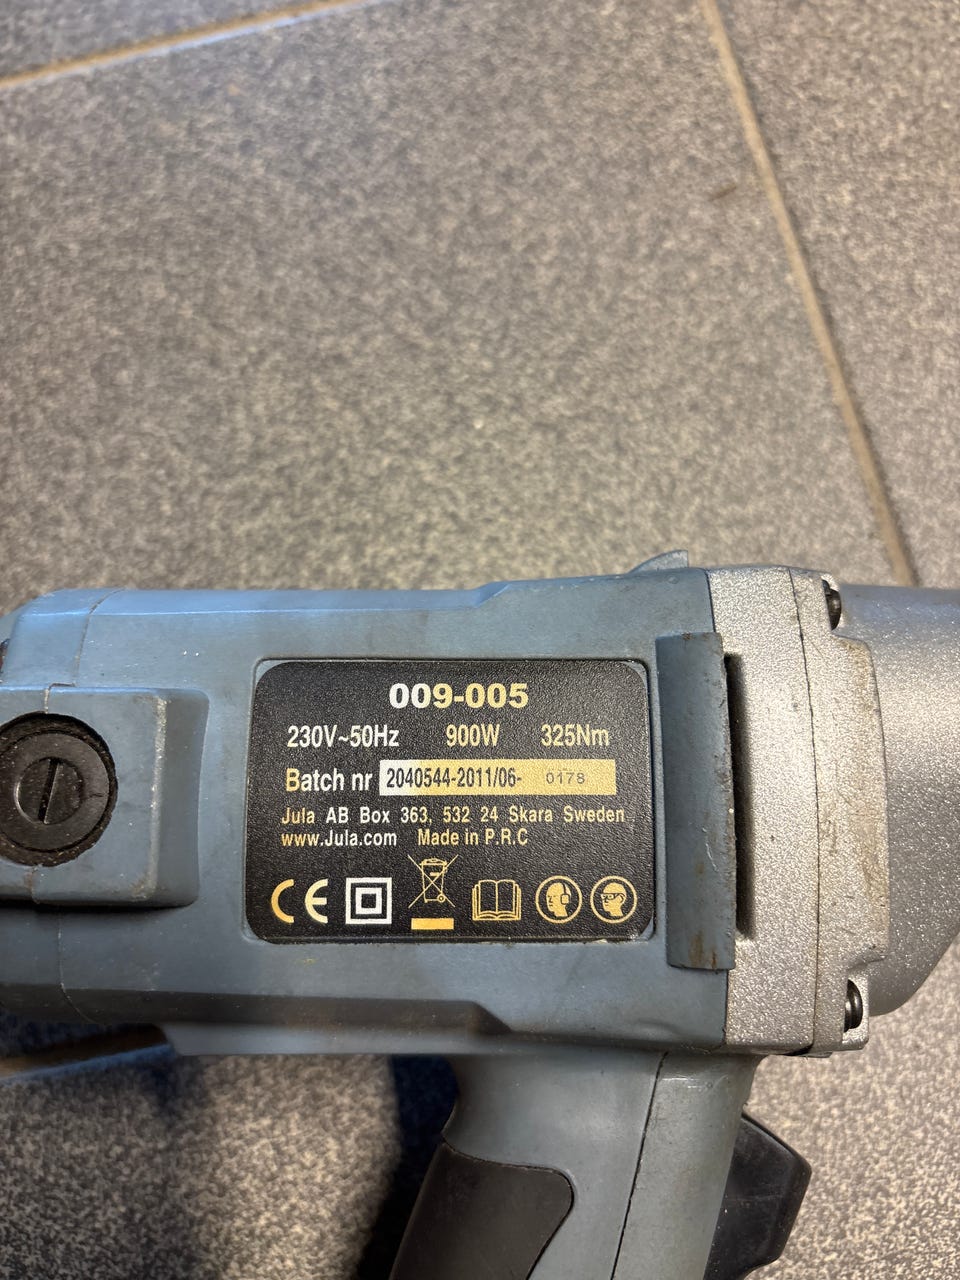 009-005
230V~50Hz 900W 325Nm
Batch nr 2040544-2011/06- 0178
Jula AB Box 363, 532 24 Skara Sweden
www.Jula.com Made in P.R.C
CE